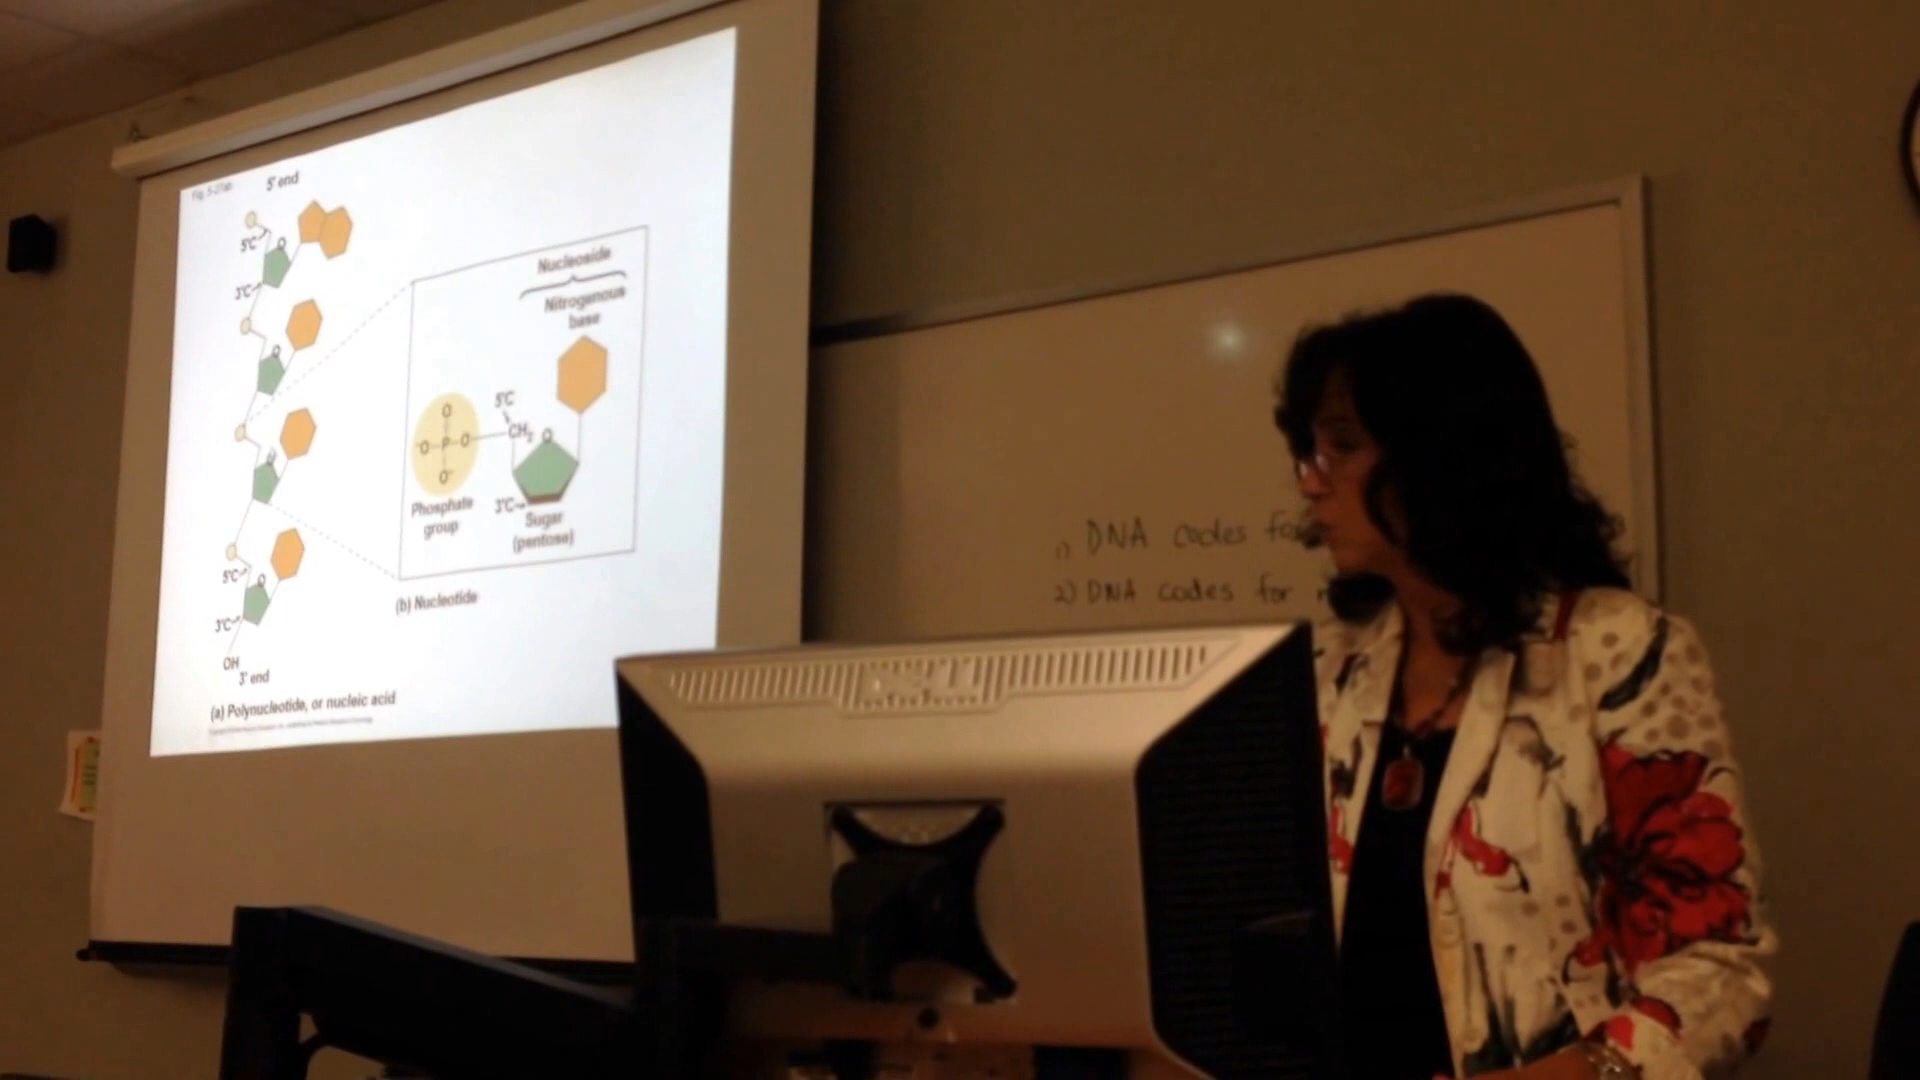 Fig. 5-27ab
5' end
5'C
O
3'C
O
O
5'C
O
3'C
OH
3' end
(a) Polynucleotide, or nucleic acid
Nucleoside
Nitrogenous
base
O
5'C
⁻O P O
CH₂ O
O⁻
Phosphate
group
3'C
Sugar
(pentose)
(b) Nucleotide
1) DNA codes fo
2) DNA codes for